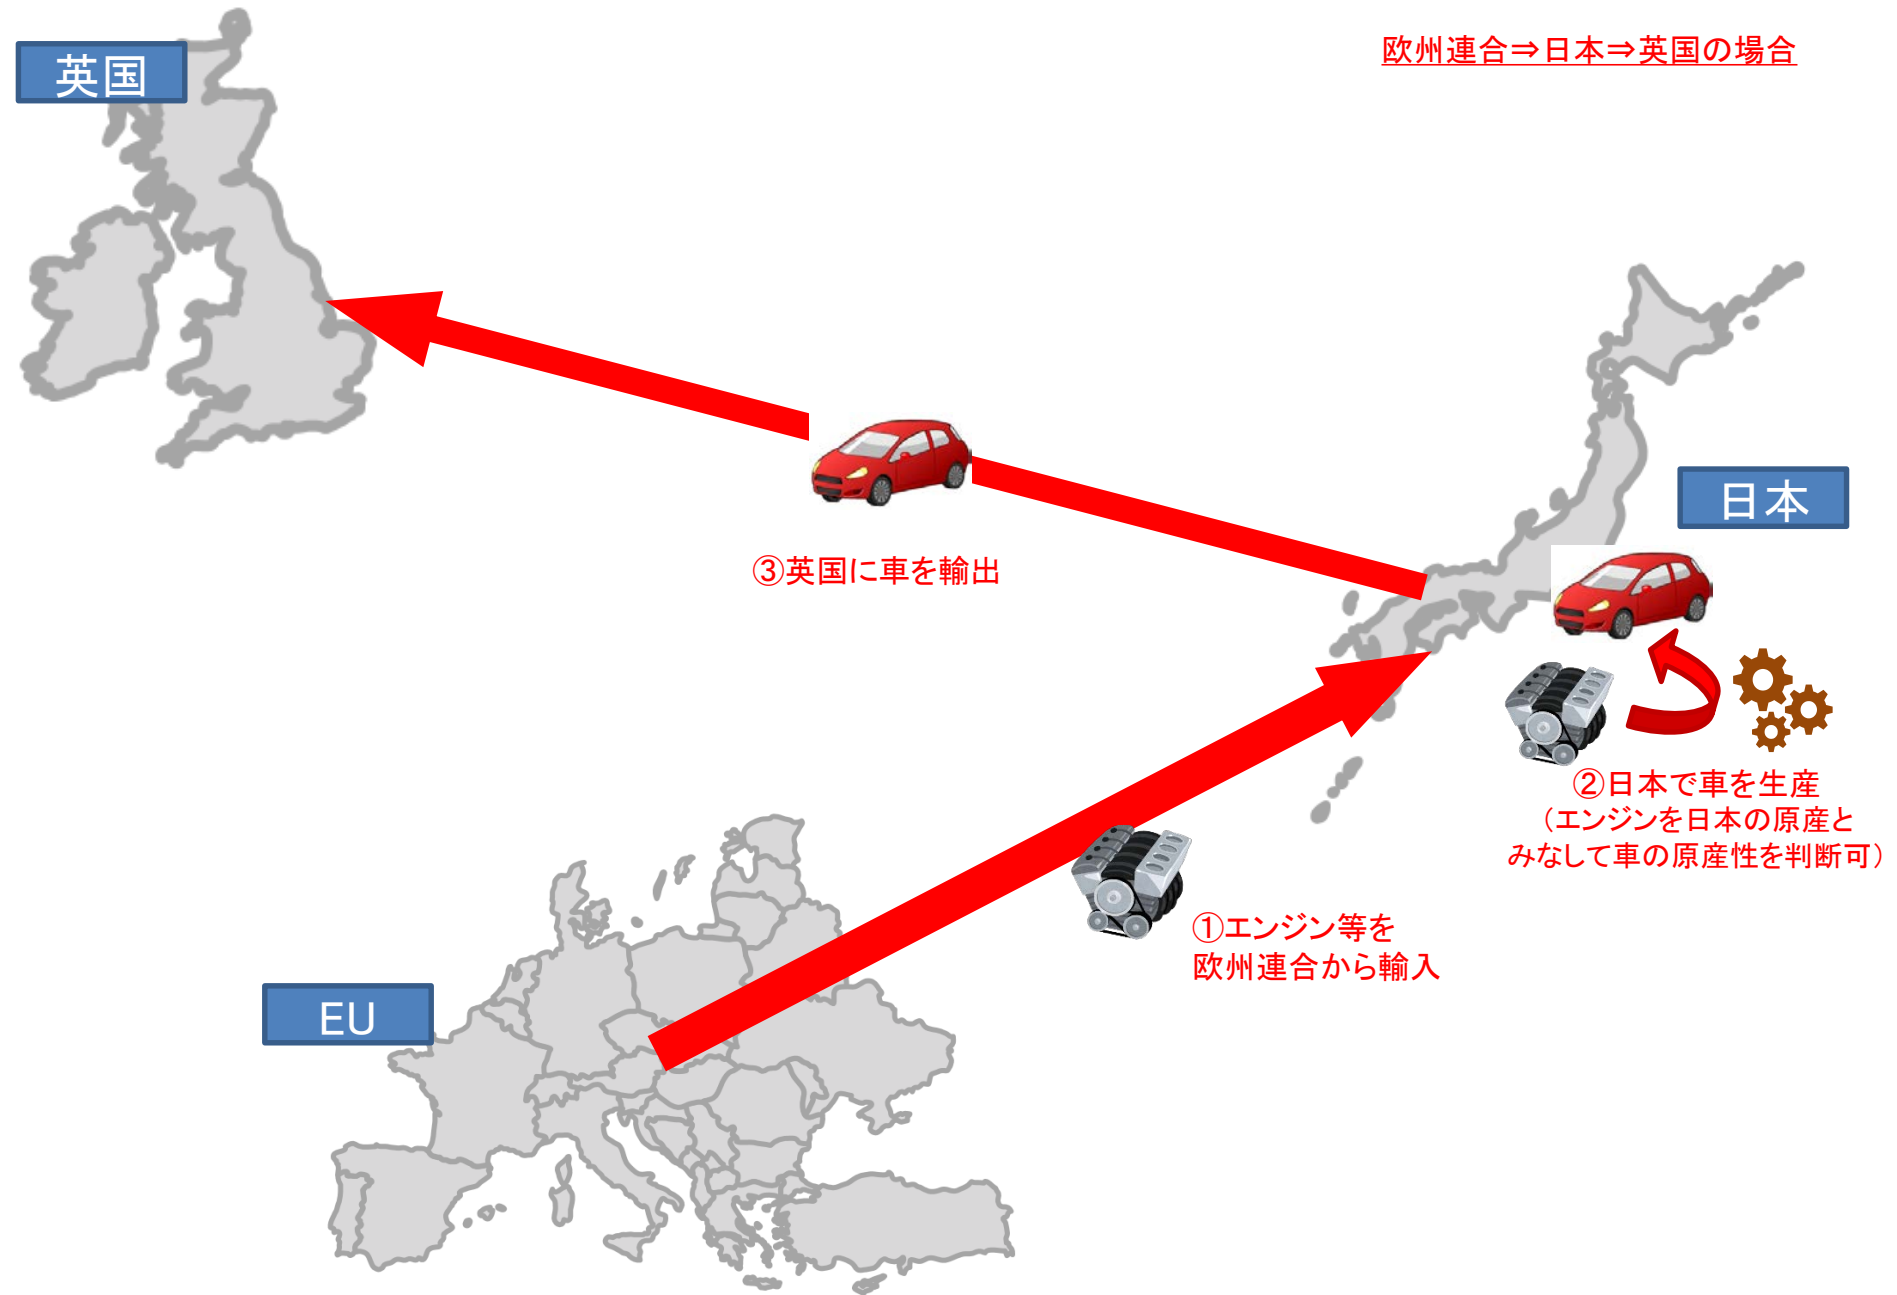 欧州連合⇒日本⇒英国の場合
英国
日本
③英国に車を輸出
②日本で車を生産
（エンジンを日本の原産と
みなして車の原産性を判断可）
①エンジン等を
欧州連合から輸入
EU